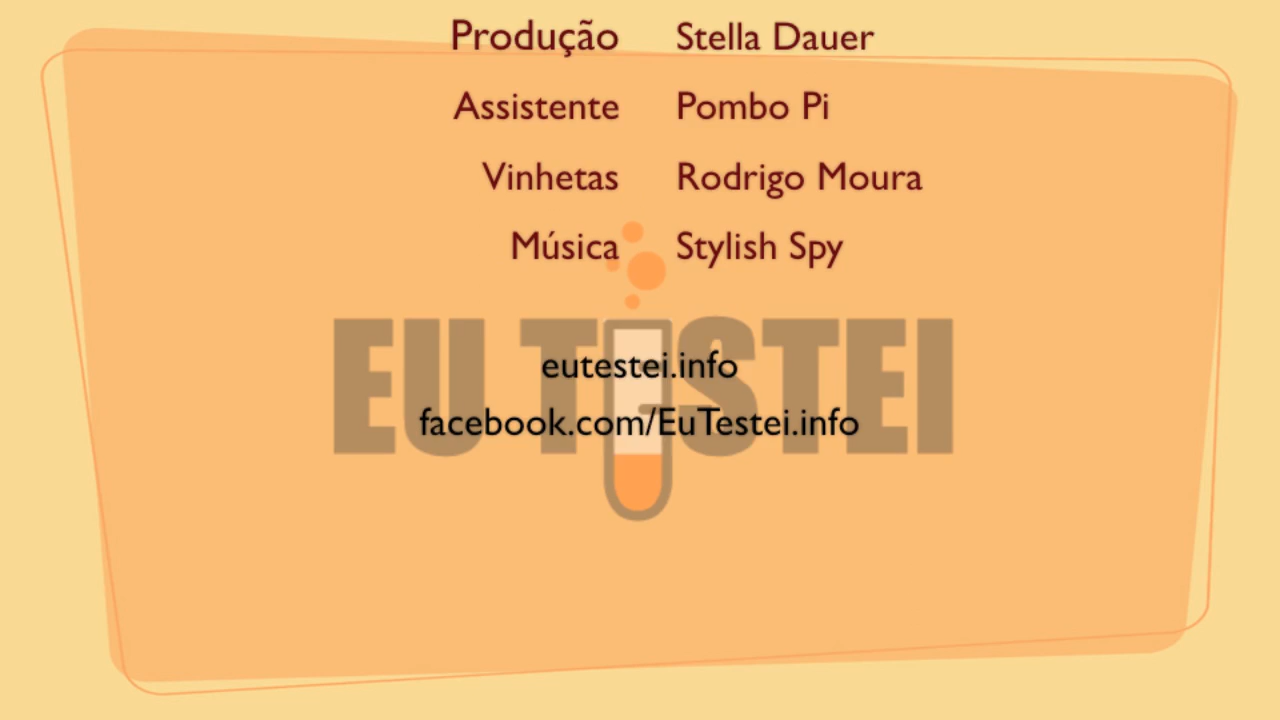 Produção Stella Dauer
Assistente Pombo Pi
Vinhetas Rodrigo Moura
Música Stylish Spy
EU TESTEI
eutestei.info
facebook.com/EuTestei.info